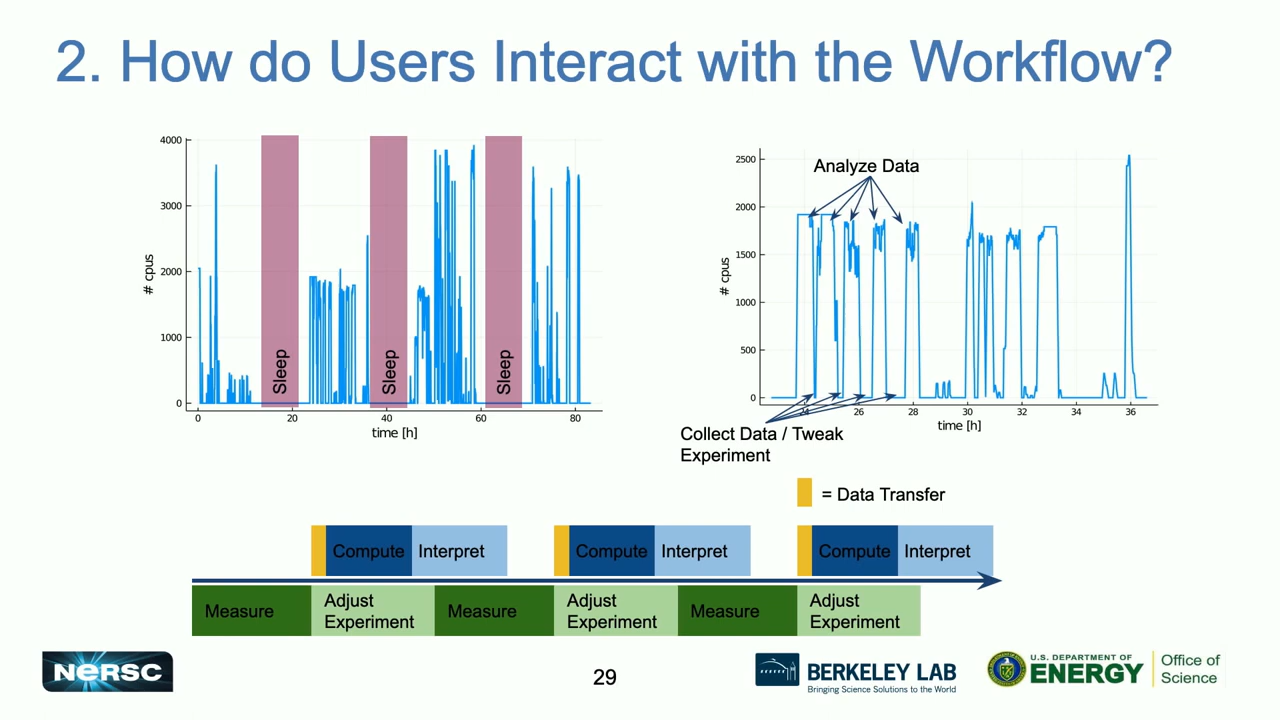 2. How do Users Interact with the Workflow?
4000
3000
2000
1000
0
# cpus
Sleep
Sleep
Sleep
0
20
40
60
80
time [h]
2500
2000
1500
1000
500
0
# cpus
Analyze Data
24
26
28
30
32
34
36
time [h]
Collect Data / Tweak
Experiment
= Data Transfer
Compute
Interpret
Compute
Interpret
Compute
Interpret
Measure
Adjust
Experiment
Measure
Adjust
Experiment
Measure
Adjust
Experiment
NERSC
29
BERKELEY LAB
Bringing Science Solutions to the World
U.S. DEPARTMENT OF
ENERGY
Office of
Science